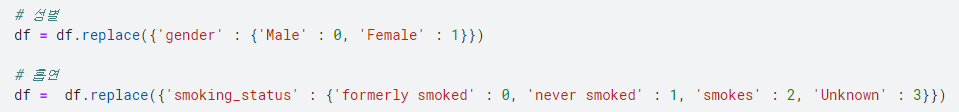 # 성별
df = df.replace({'gender' : {'Male' : 0, 'Female' : 1}})
# 흡연
df =  df.replace({'smoking_status' : {'formerly smoked' : 0, 'never smoked' : 1, 'smokes' : 2, 'Unknown' : 3}})